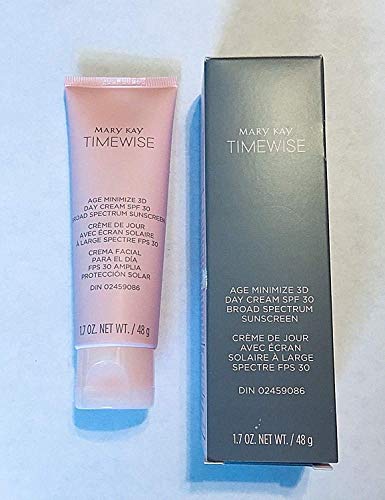 MARY KAY
TIMEWISE
AGE MINIMIZE 3D
DAY CREAM SPF 30
BROAD SPECTRUM SUNSCREEN
CRÈME DE JOUR
AVEC ÉCRAN SOLAIRE
À LARGE SPECTRE FPS 30
CREMA FACIAL
PARA EL DÍA
FPS 30 AMPLIA
PROTECCIÓN SOLAR
DIN 02459086
1.7 OZ. NET WT. / 48 g
MARY KAY
TIMEWISE
AGE MINIMIZE 3D
DAY CREAM SPF 30
BROAD SPECTRUM
SUNSCREEN
CRÈME DE JOUR
AVEC ÉCRAN
SOLAIRE À LARGE
SPECTRE FPS 30
DIN 02459086
1.7 OZ. NET WT. / 48 g